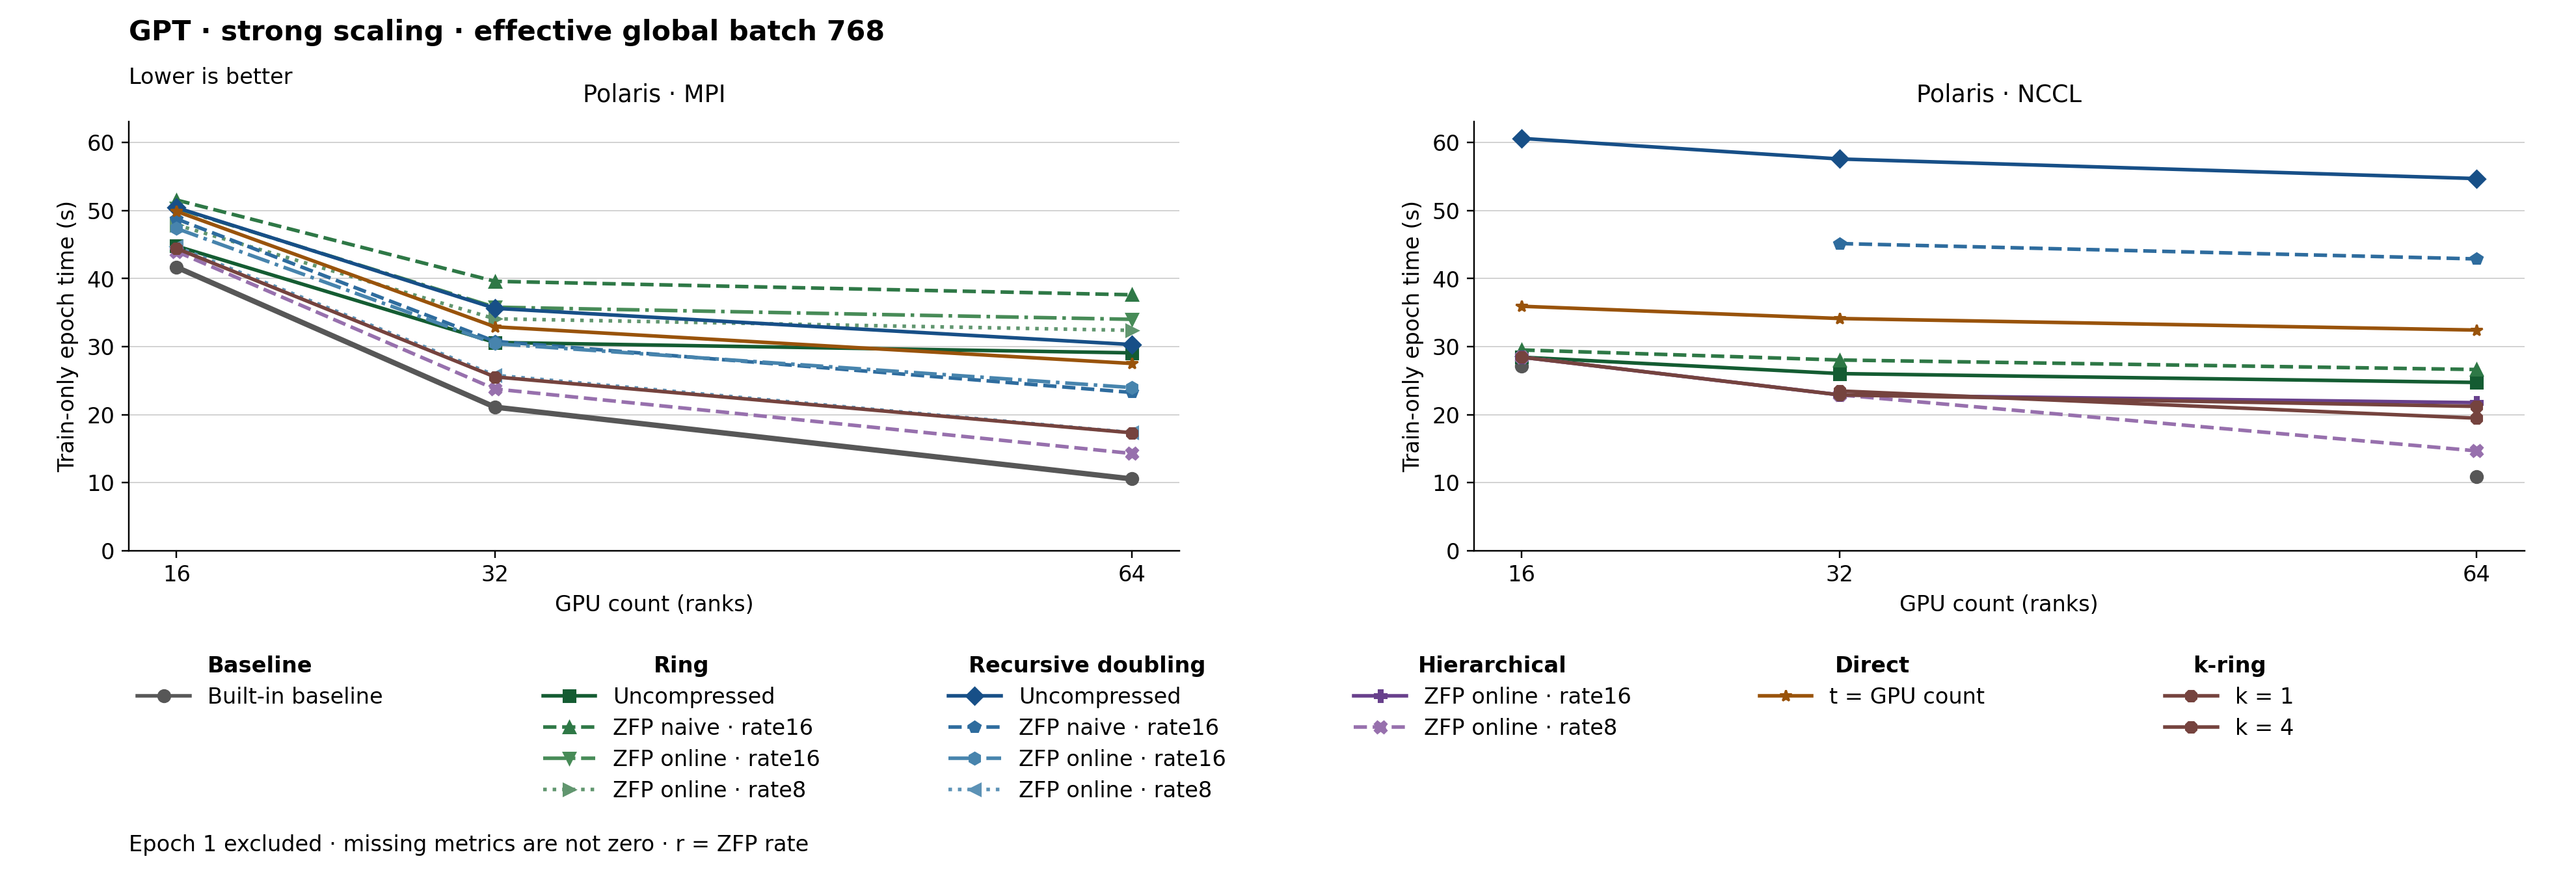 GPT · strong scaling · effective global batch 768
Lower is better
Polaris · MPI
Train-only epoch time (s)
60
50
40
30
20
10
0
16
32
64
GPU count (ranks)
Polaris · NCCL
Train-only epoch time (s)
60
50
40
30
20
10
0
16
32
64
GPU count (ranks)
Baseline
Built-in baseline
Ring
Uncompressed
ZFP naive · rate16
ZFP online · rate16
ZFP online · rate8
Recursive doubling
Uncompressed
ZFP naive · rate16
ZFP online · rate16
ZFP online · rate8
Hierarchical
ZFP online · rate16
ZFP online · rate8
Direct
t = GPU count
k-ring
k = 1
k = 4
Epoch 1 excluded · missing metrics are not zero · r = ZFP rate